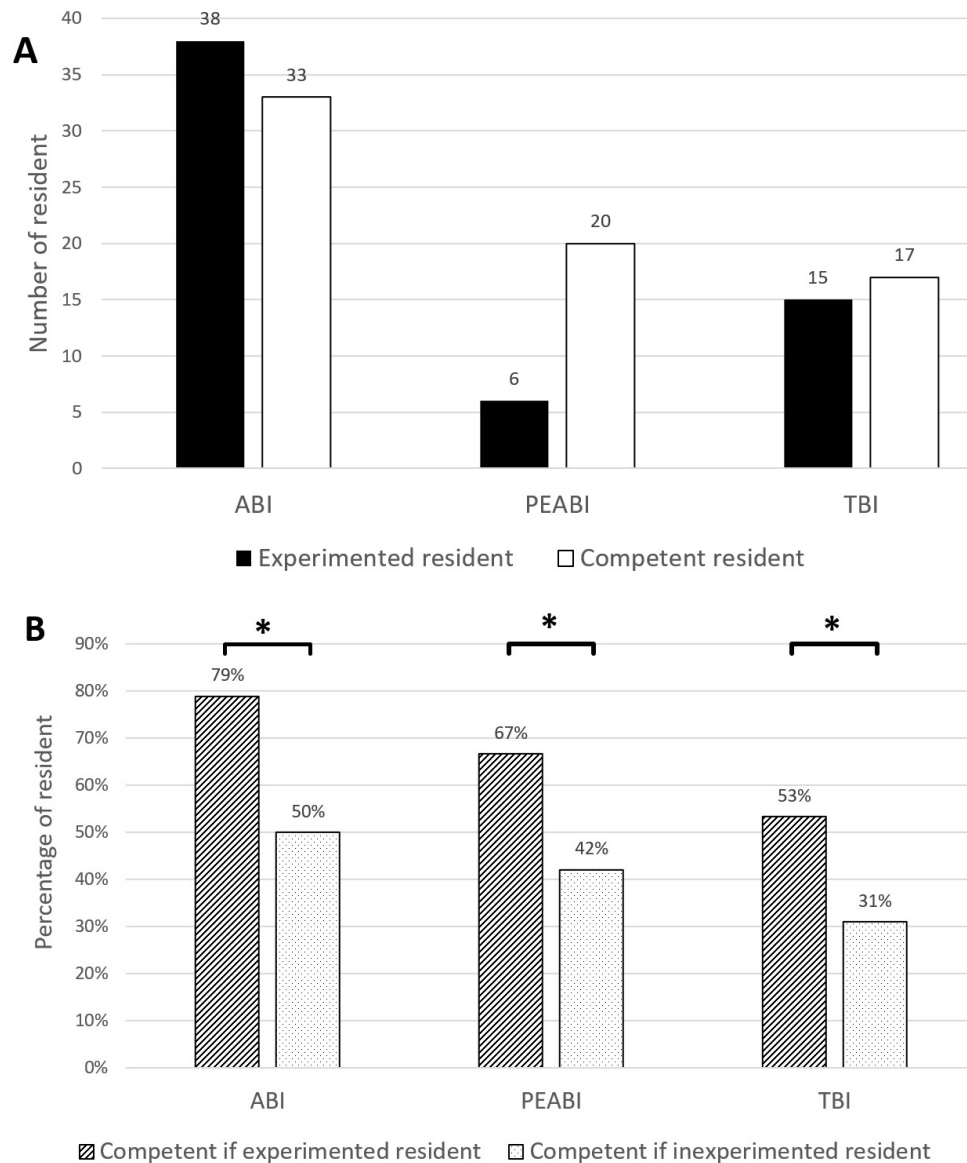 A
40
35
30
25
20
15
10
5
0
Number of resident
38
33
6
20
15
17
ABI
PEABI
TBI
Experimented resident
Competent resident
B
90%
80%
70%
60%
50%
40%
30%
20%
10%
0%
Percentage of resident
*
*
*
79%
50%
67%
42%
53%
31%
ABI
PEABI
TBI
Competent if experimented resident
Competent if inexperimented resident